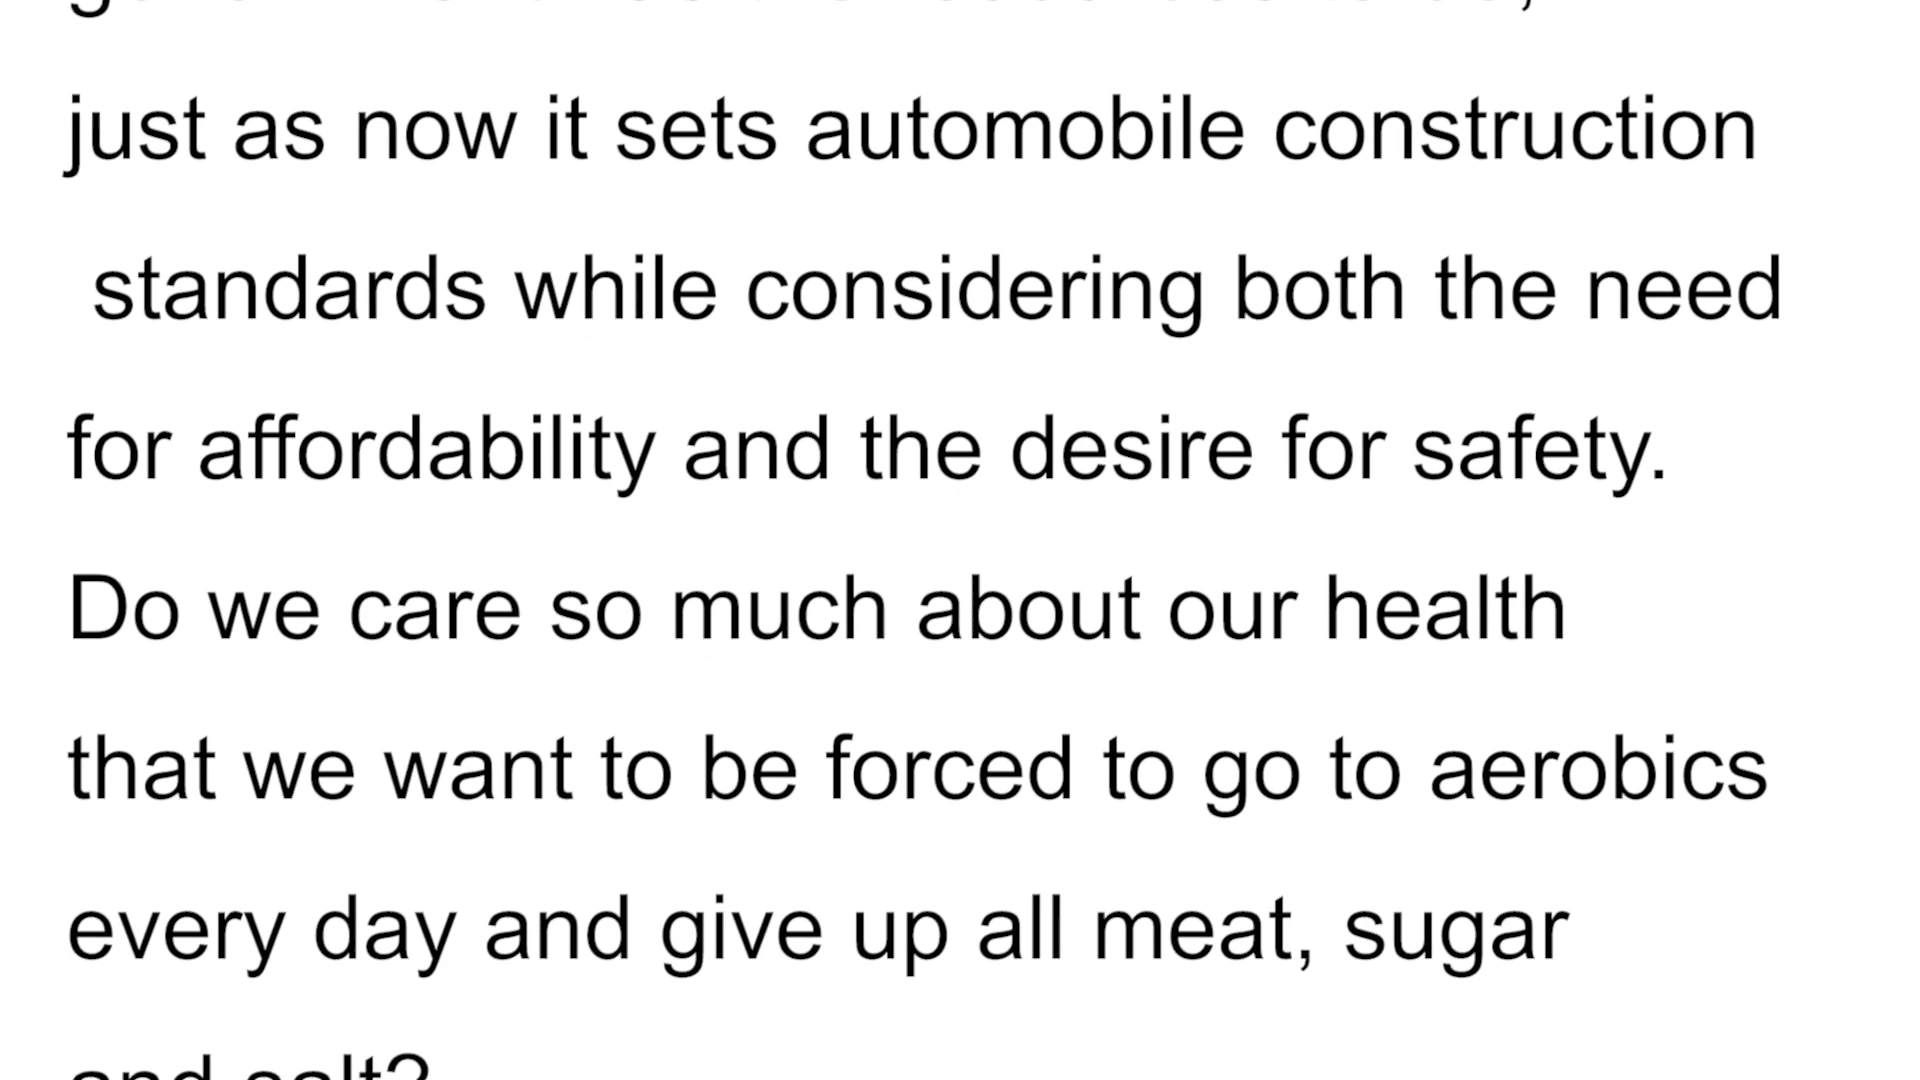 just as now it sets automobile construction
standards while considering both the need
for affordability and the desire for safety.
Do we care so much about our health
that we want to be forced to go to aerobics
every day and give up all meat, sugar
and salt?